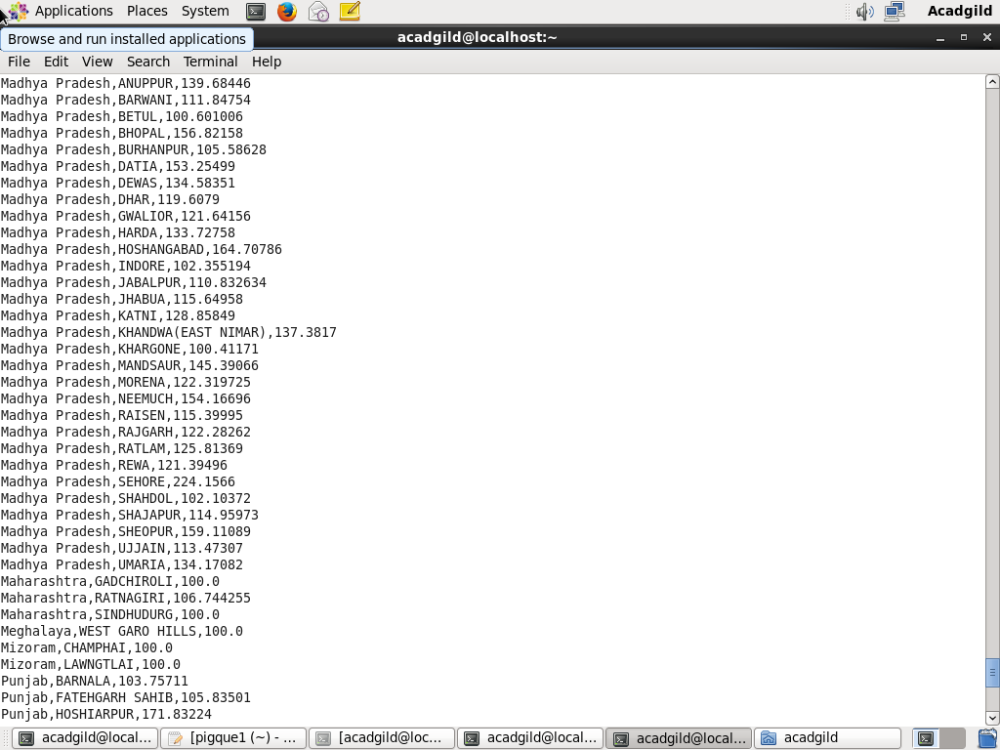 Applications Places System Acadgild
Browse and run installed applications
acadgild@localhost:~
File Edit View Search Terminal Help
Madhya Pradesh,ANUPPUR,139.68446
Madhya Pradesh,BARWANI,111.84754
Madhya Pradesh,BETUL,100.601006
Madhya Pradesh,BHOPAL,156.82158
Madhya Pradesh,BURHANPUR,105.58628
Madhya Pradesh,DATIA,153.25499
Madhya Pradesh,DEWAS,134.58351
Madhya Pradesh,DHAR,119.6079
Madhya Pradesh,GWALIOR,121.64156
Madhya Pradesh,HARDA,133.72758
Madhya Pradesh,HOSHANGABAD,164.70786
Madhya Pradesh,INDORE,102.355194
Madhya Pradesh,JABALPUR,110.832634
Madhya Pradesh,JHABUA,115.64958
Madhya Pradesh,KATNI,128.85849
Madhya Pradesh,KHANDWA(EAST NIMAR),137.3817
Madhya Pradesh,KHARGONE,100.41171
Madhya Pradesh,MANDSAUR,145.39066
Madhya Pradesh,MORENA,122.319725
Madhya Pradesh,NEEMUCH,154.16696
Madhya Pradesh,RAISEN,115.39995
Madhya Pradesh,RAJGARH,122.28262
Madhya Pradesh,RATLAM,125.81369
Madhya Pradesh,REWA,121.39496
Madhya Pradesh,SEHORE,224.1566
Madhya Pradesh,SHAHDOL,102.10372
Madhya Pradesh,SHAJAPUR,114.95973
Madhya Pradesh,SHEOPUR,159.11089
Madhya Pradesh,UJJAIN,113.47307
Madhya Pradesh,UMARIA,134.17082
Maharashtra,GADCHIROLI,100.0
Maharashtra,RATNAGIRI,106.744255
Maharashtra,SINDHUDURG,100.0
Meghalaya,WEST GARO HILLS,100.0
Mizoram,CHAMPHAI,100.0
Mizoram,LAWNGTLAI,100.0
Punjab,BARNALA,103.75711
Punjab,FATEHGARH SAHIB,105.83501
Punjab,HOSHIARPUR,171.83224
acadgild@local... [pigque1 (~) - ... [acadgild@loc... acadgild@local... acadgild@local... acadgild